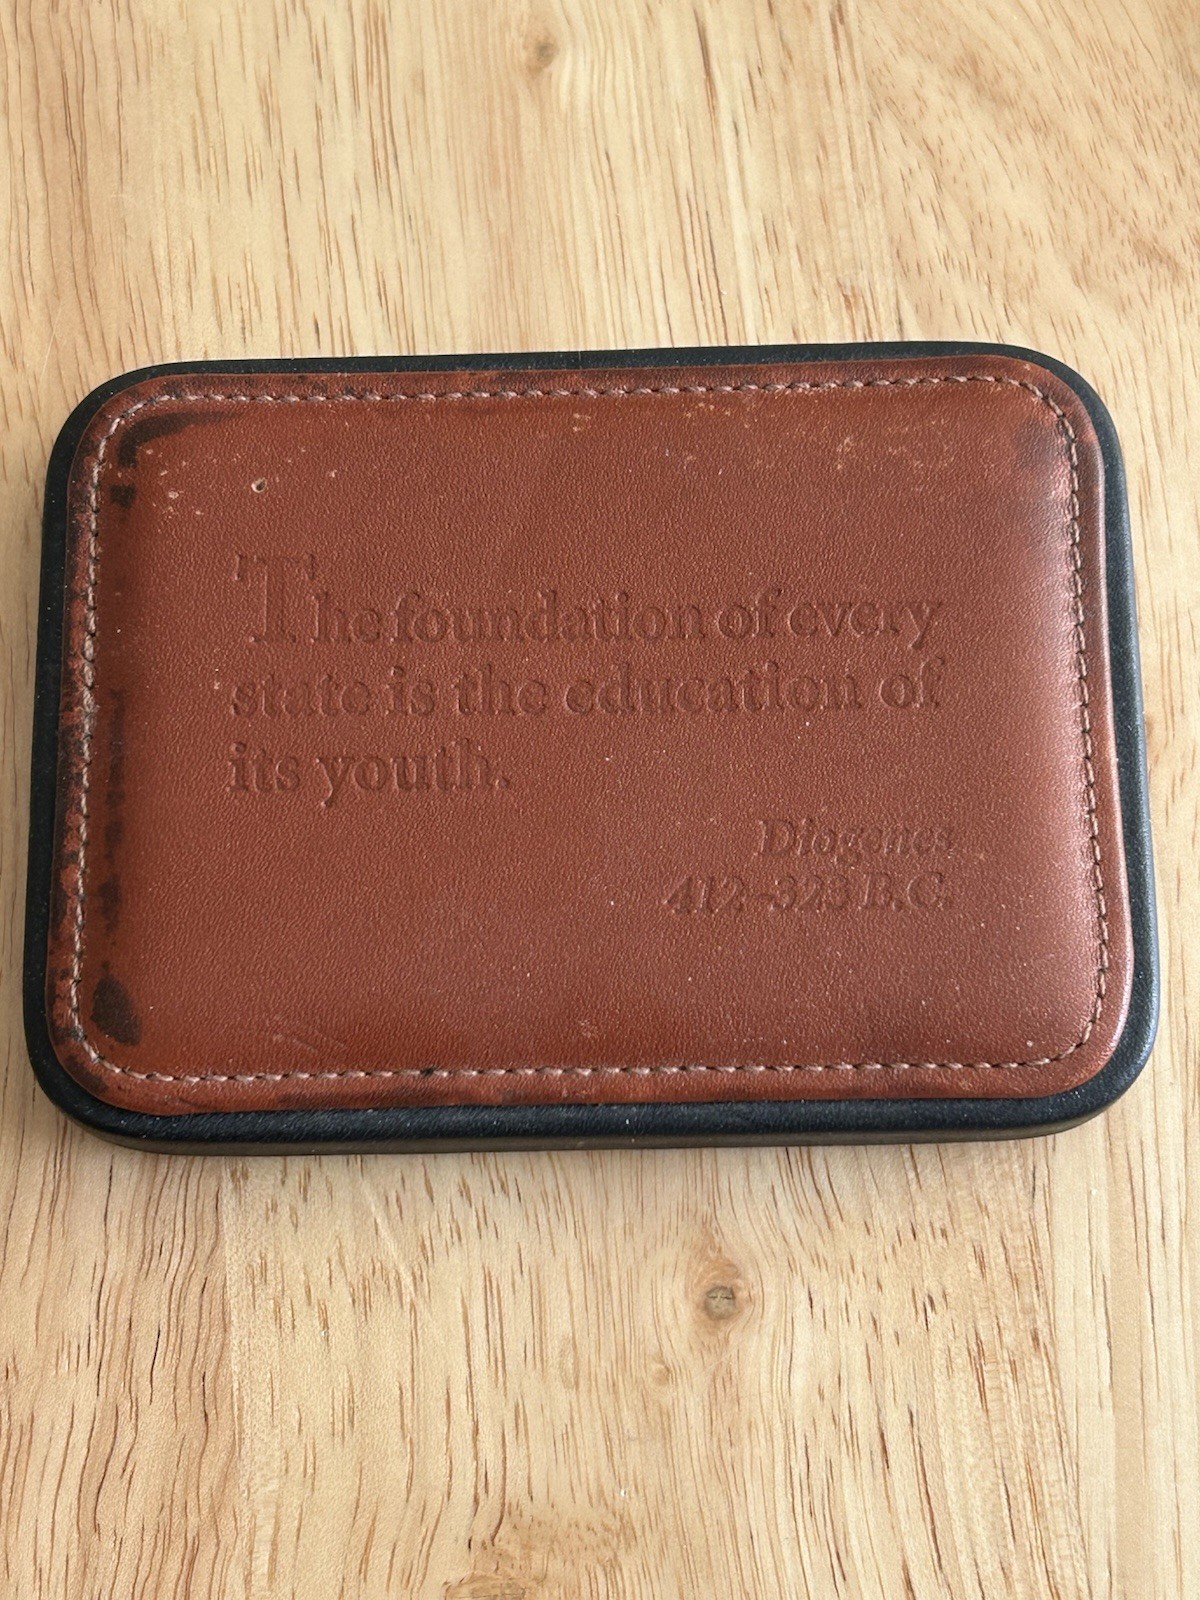 The foundation of every
state is the education of
its youth.
Diogenes
412-323 B.C.